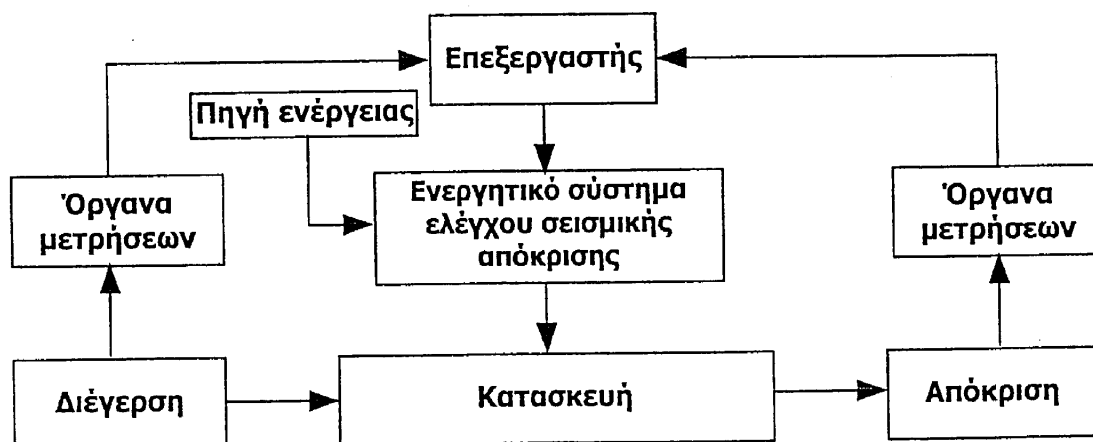 Επεξεργαστής
Πηγή ενέργειας
Όργανα
μετρήσεων
Ενεργητικό σύστημα
ελέγχου σεισμικής
απόκρισης
Όργανα
μετρήσεων
Διέγερση
Κατασκευή
Απόκριση